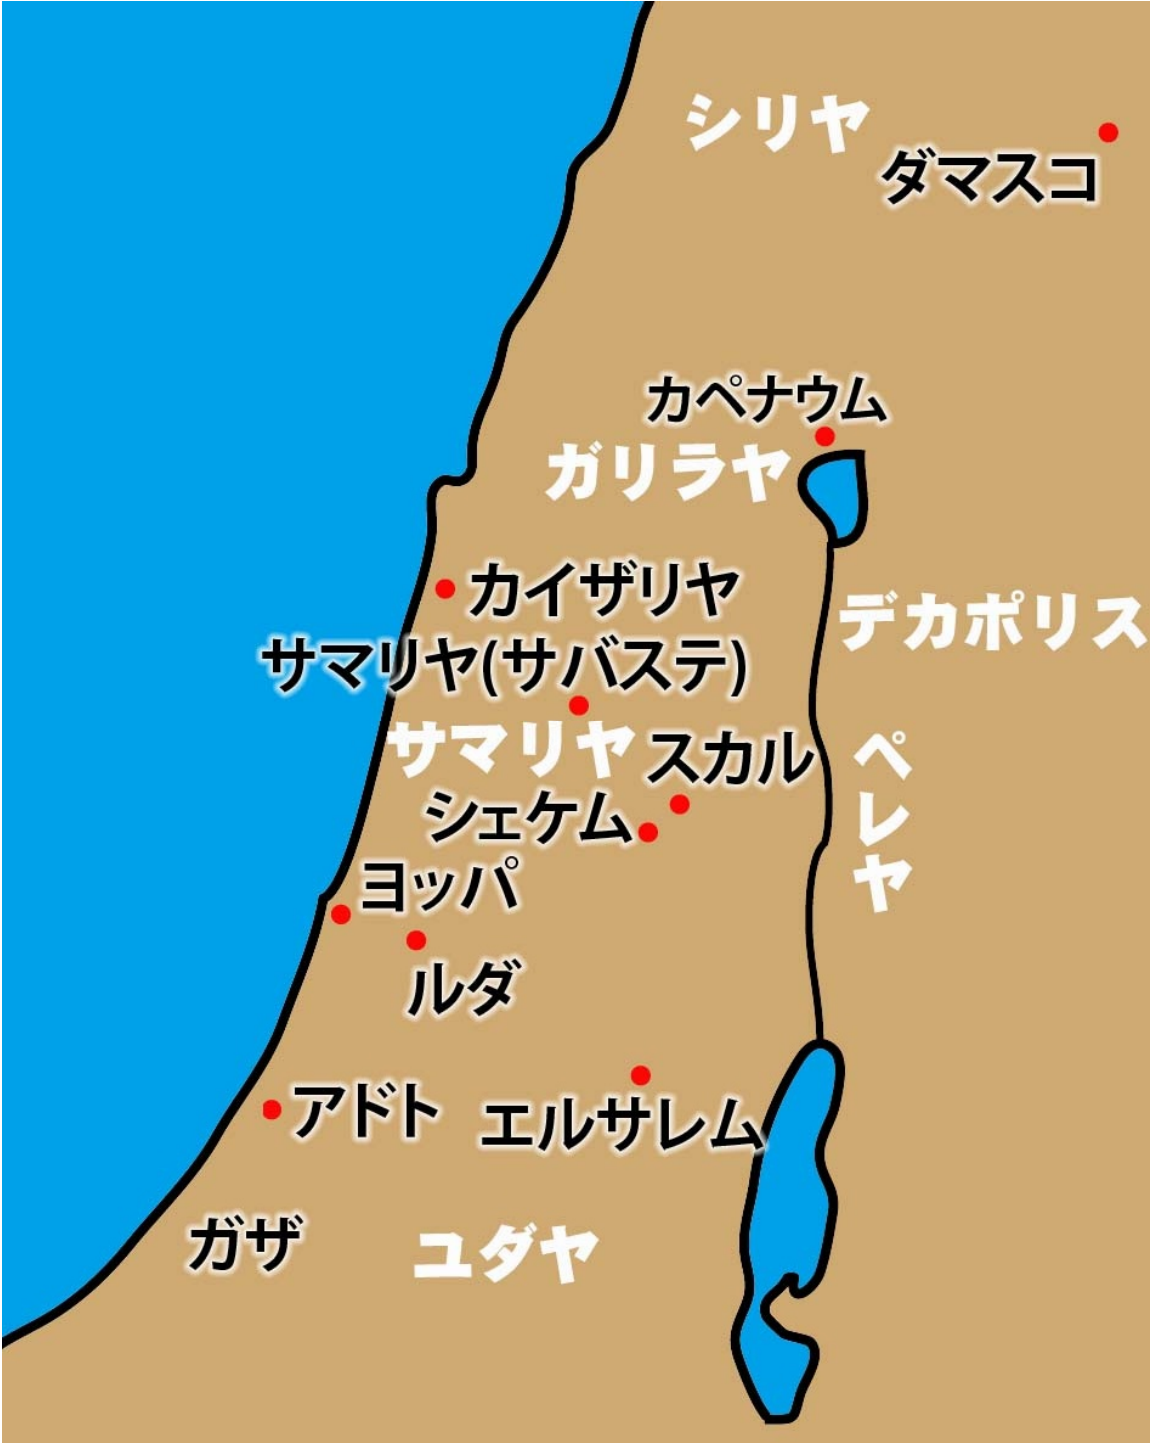 シリヤ
ダマスコ
カペナウム
ガリラヤ
カイザリヤ
デカポリス
サマリヤ(サバステ)
サマリヤ
スカル
ペレヤ
シェケム
ヨッパ
ルダ
アドト
エルサレム
ガザ
ユダヤ